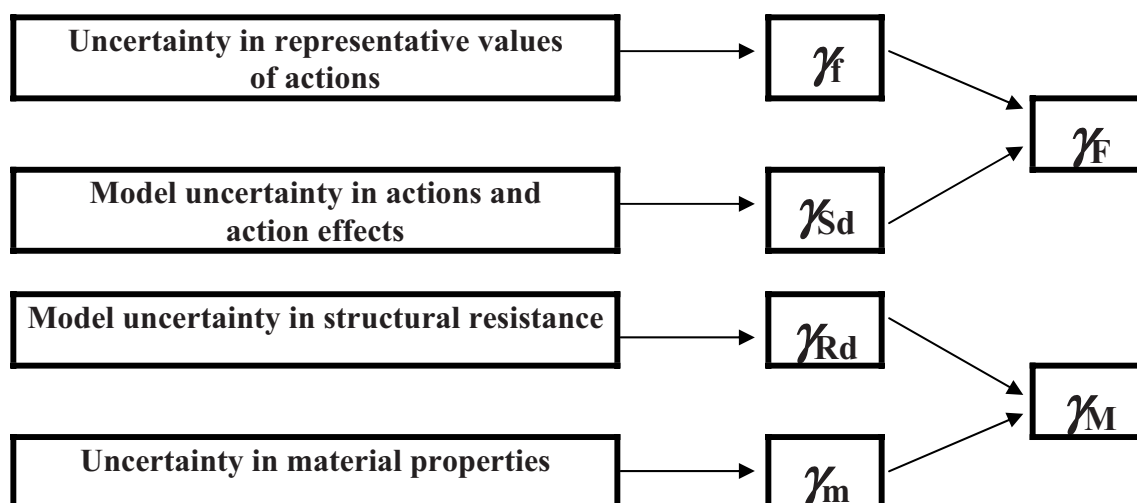 Uncertainty in representative values
of actions
γf
γF
Model uncertainty in actions and
action effects
γSd
Model uncertainty in structural resistance
γRd
γM
Uncertainty in material properties
γm